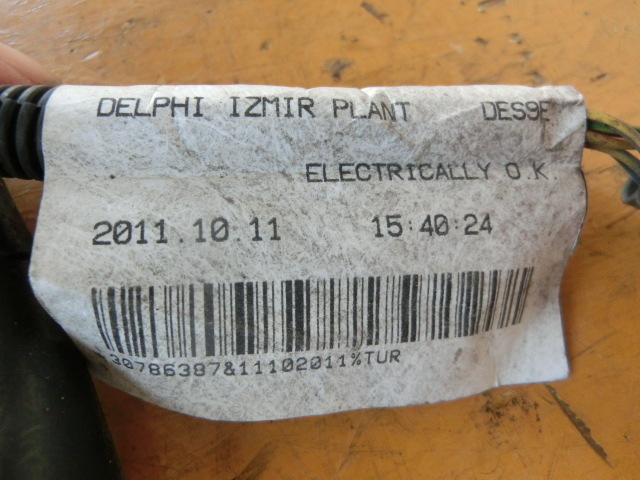 DELPHI IZMIR PLANT DES9E
ELECTRICALLY O.K.
2011.10.11 15:40:24
*30786387&11102011%TUR